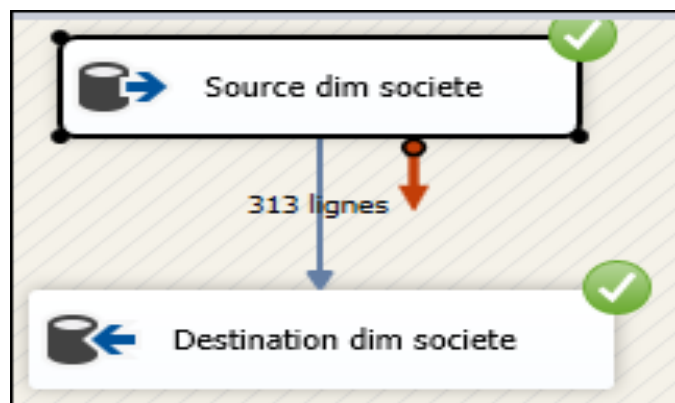 Source dim societe
313 lignes
Destination dim societe